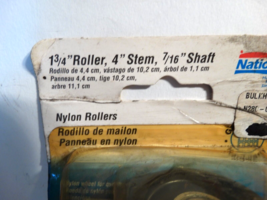 1 3/4" Roller, 4" Stem, 7/16" Shaft
Rodillo de 4,4 cm, vástago de 10,2 cm, árbol de 1,1 cm
Panneau 4,4 cm, tige 10,2 cm,
arbre 11,1 cm
Natio
Nylon Rollers
Rodillo de mailon
Panneau en nylon